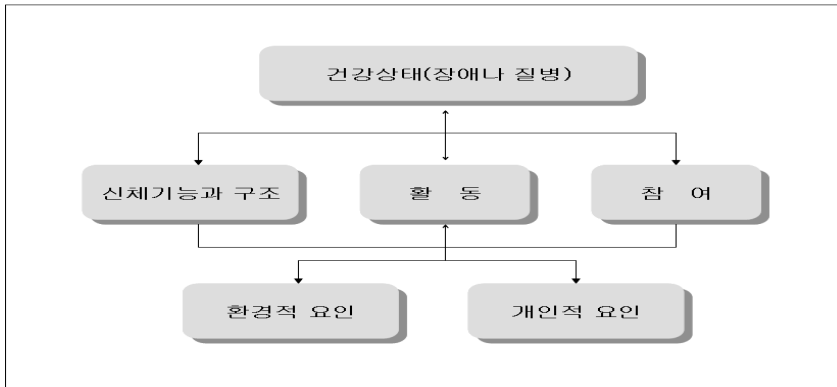 건강상태(장애나 질병)
신체기능과 구조
활 동
참 여
환경적 요인
개인적 요인